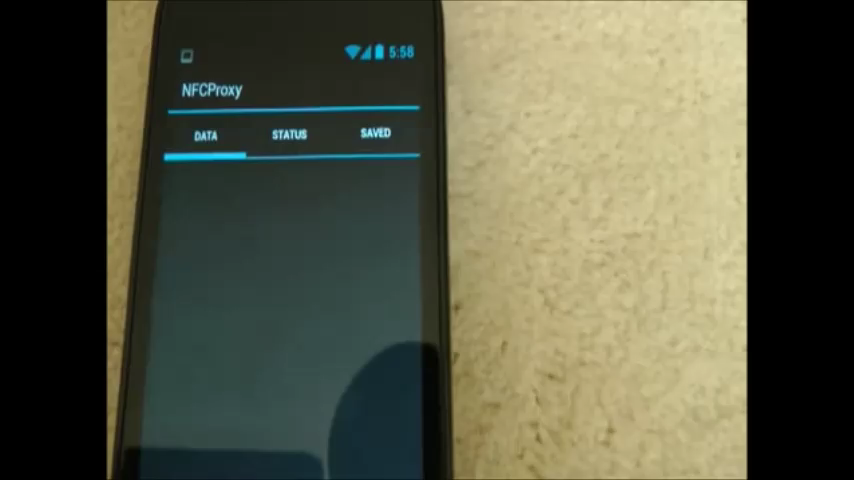 5:58
NFCProxy
DATA STATUS SAVED